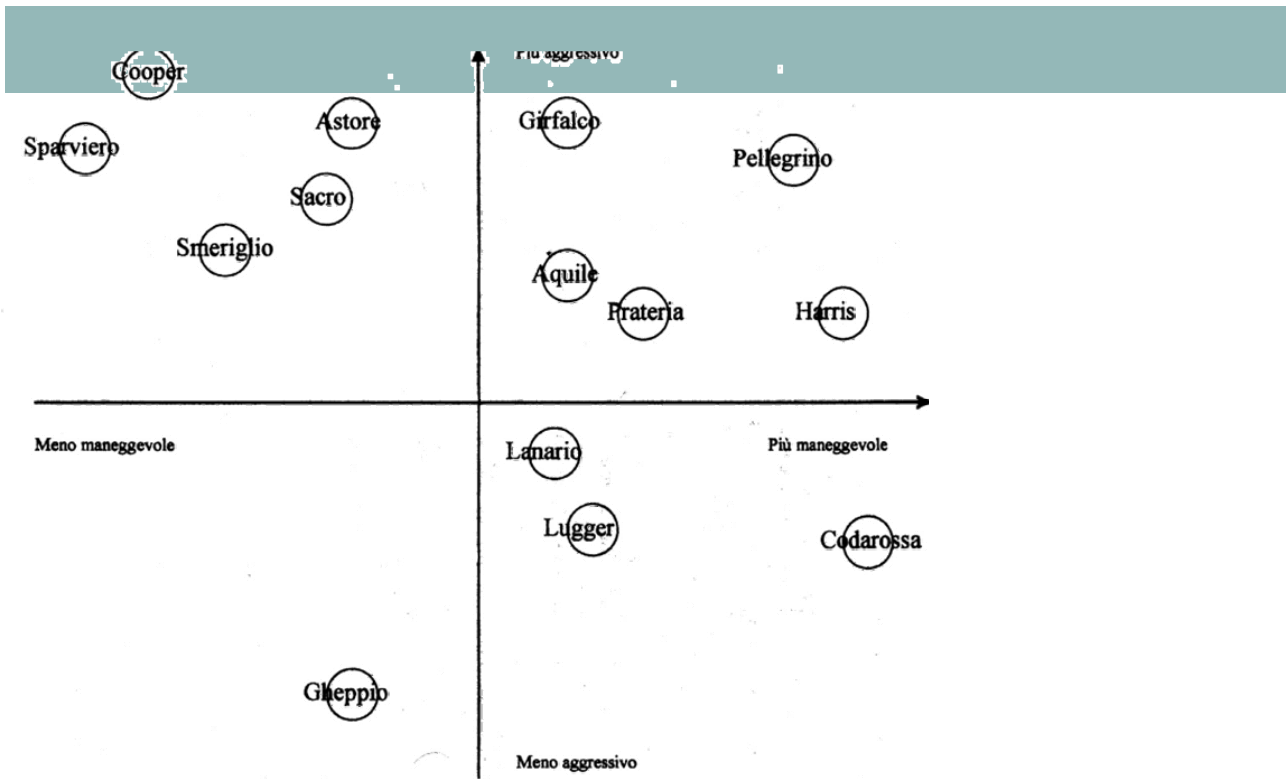 Più aggressivo
Cooper
Astore
Girfalco
Sparviero
Pellegrino
Sacro
Smeriglio
Aquile
Prateria
Harris
Meno maneggevole
Più maneggevole
Lanario
Lugger
Codarossa
Gheppio
Meno aggressivo